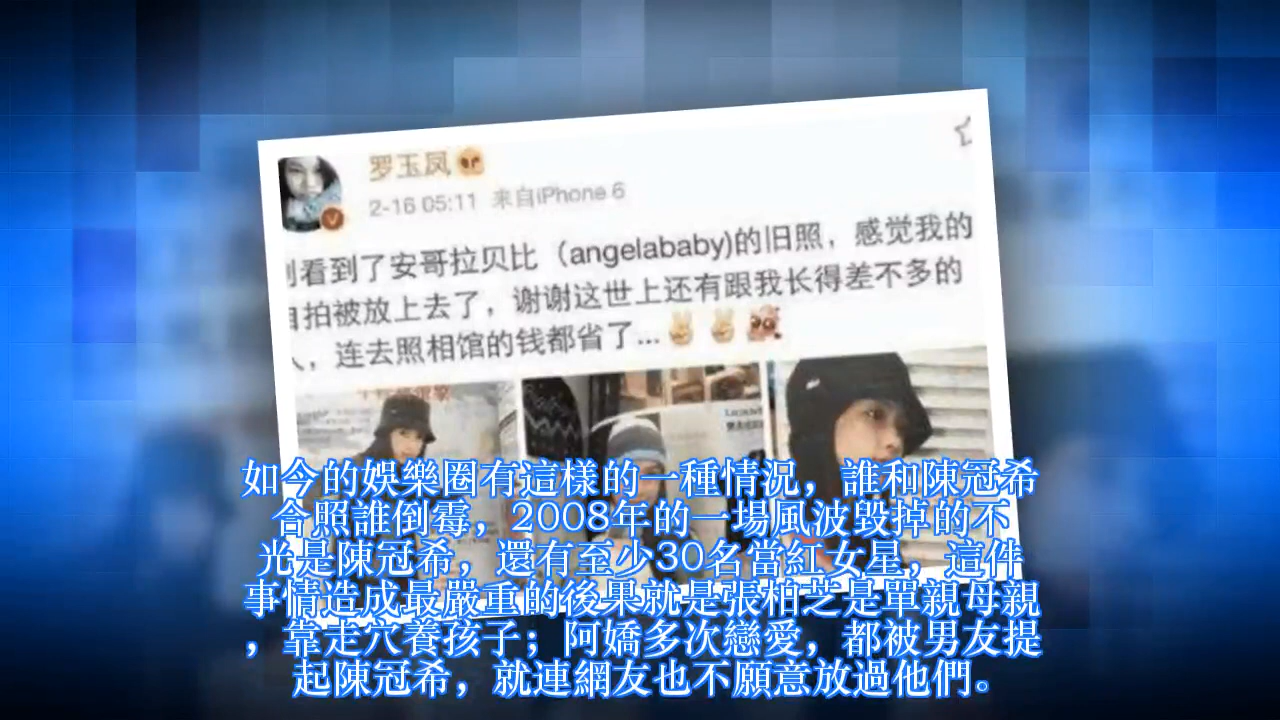 罗玉凤
2-16 05:11 来自iPhone 6
看到了安哥拉贝比（angelababy)的旧照，感觉我的
自拍被放上去了，谢谢这世上还有跟我长得差不多的
人，连去照相馆的钱都省了...
如今的娛樂圈有這樣的一種情況，誰和陳冠希
合照誰倒霉，2008年的一場風波毀掉的不
光是陳冠希，還有至少30名當紅女星，這件
事情造成最嚴重的後果就是張柏芝是單親母親
，靠走穴養孩子；阿嬌多次戀愛，都被男友提
起陳冠希，就連網友也不願意放過他們。